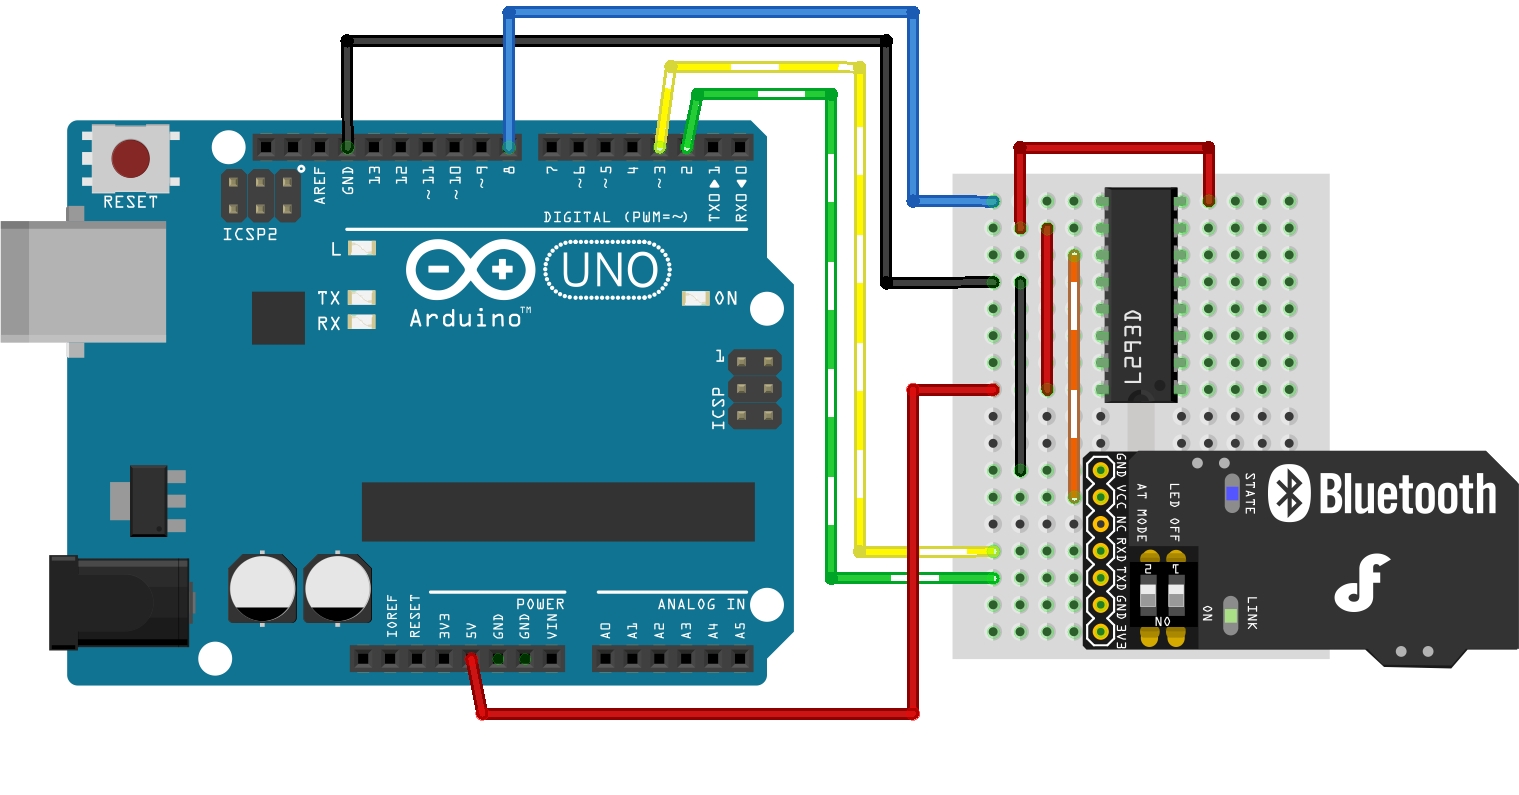 RESET
ICSP2
AREF
GND
13
12
~11
~10
~9
8
7
~6
~5
4
~3
2
TX0▶1
RX0◀0
DIGITAL (PWM=~)
L
TX
RX
UNO
Arduino™
ON
1
ICSP
L293D
IOREF
RESET
3V3
5V
GND
GND
VIN
POWER
ANALOG IN
A0
A1
A2
A3
A4
A5
GND
VCC
NC
RXD
TXD
GND
3V3
AT MODE
LED OFF
STATE
Bluetooth
2 1
ON
ON
LINK